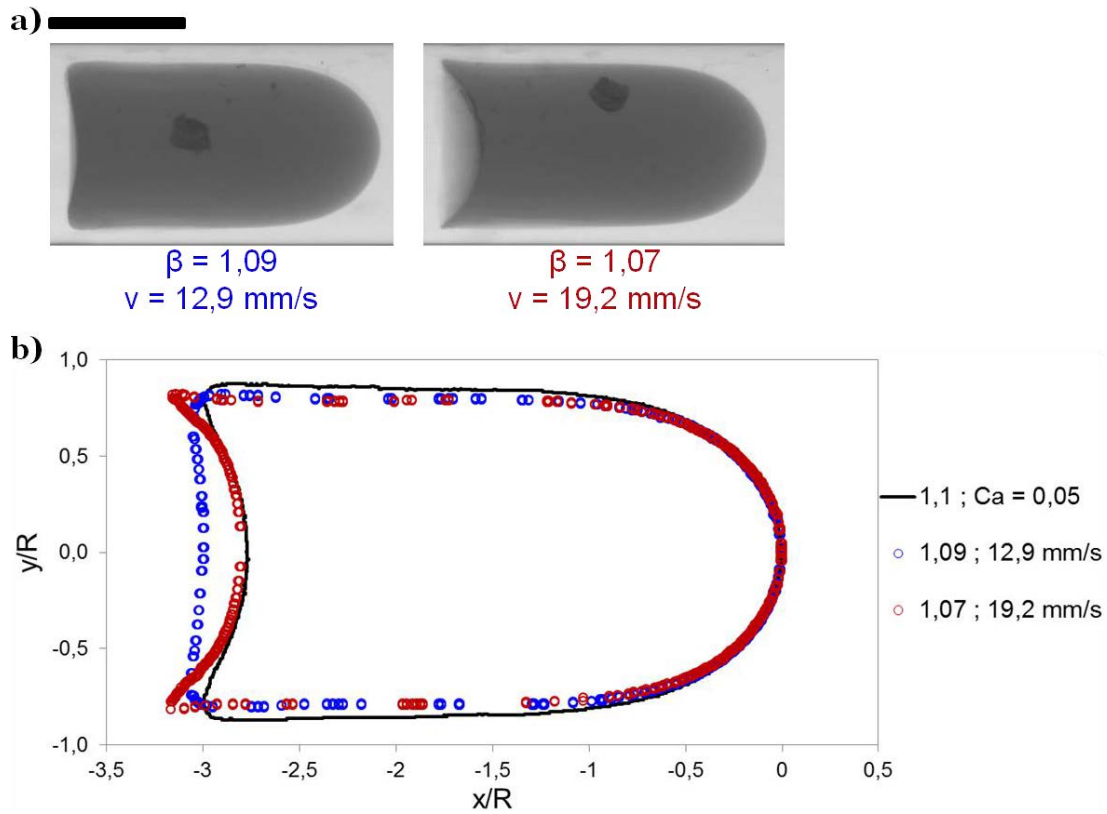 a)
β = 1,09
v = 12,9 mm/s
β = 1,07
v = 19,2 mm/s
b)
1,0
0,5
0,0
-0,5
-1,0
y/R
-3,5 -3 -2,5 -2 -1,5 -1 -0,5 0 0,5
x/R
1,1 ; Ca = 0,05
1,09 ; 12,9 mm/s
1,07 ; 19,2 mm/s